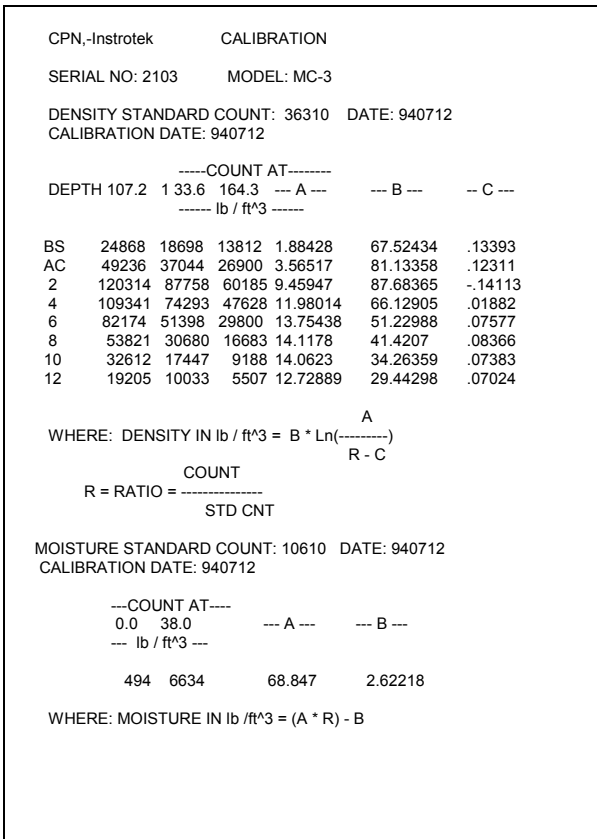 CPN,-Instrotek CALIBRATION
SERIAL NO: 2103 MODEL: MC-3
DENSITY STANDARD COUNT: 36310 DATE: 940712
CALIBRATION DATE: 940712
-----COUNT AT--------
DEPTH 107.2 1 33.6 164.3 --- A --- --- B --- -- C ---
------ lb / ft^3 ------
BS 24868 18698 13812 1.88428 67.52434 .13393
AC 49236 37044 26900 3.56517 81.13358 .12311
2 120314 87758 60185 9.45947 87.68365 -.14113
4 109341 74293 47628 11.98014 66.12905 .01882
6 82174 51398 29800 13.75438 51.22988 .07577
8 53821 30680 16683 14.1178 41.4207 .08366
10 32612 17447 9188 14.0623 34.26359 .07383
12 19205 10033 5507 12.72889 29.44298 .07024
A
WHERE: DENSITY IN lb / ft^3 = B * Ln(---------)
R - C
COUNT
R = RATIO = ---------------
STD CNT
MOISTURE STANDARD COUNT: 10610 DATE: 940712
CALIBRATION DATE: 940712
---COUNT AT----
0.0 38.0 --- A --- --- B ---
--- lb / ft^3 ---
494 6634 68.847 2.62218
WHERE: MOISTURE IN lb /ft^3 = (A * R) - B